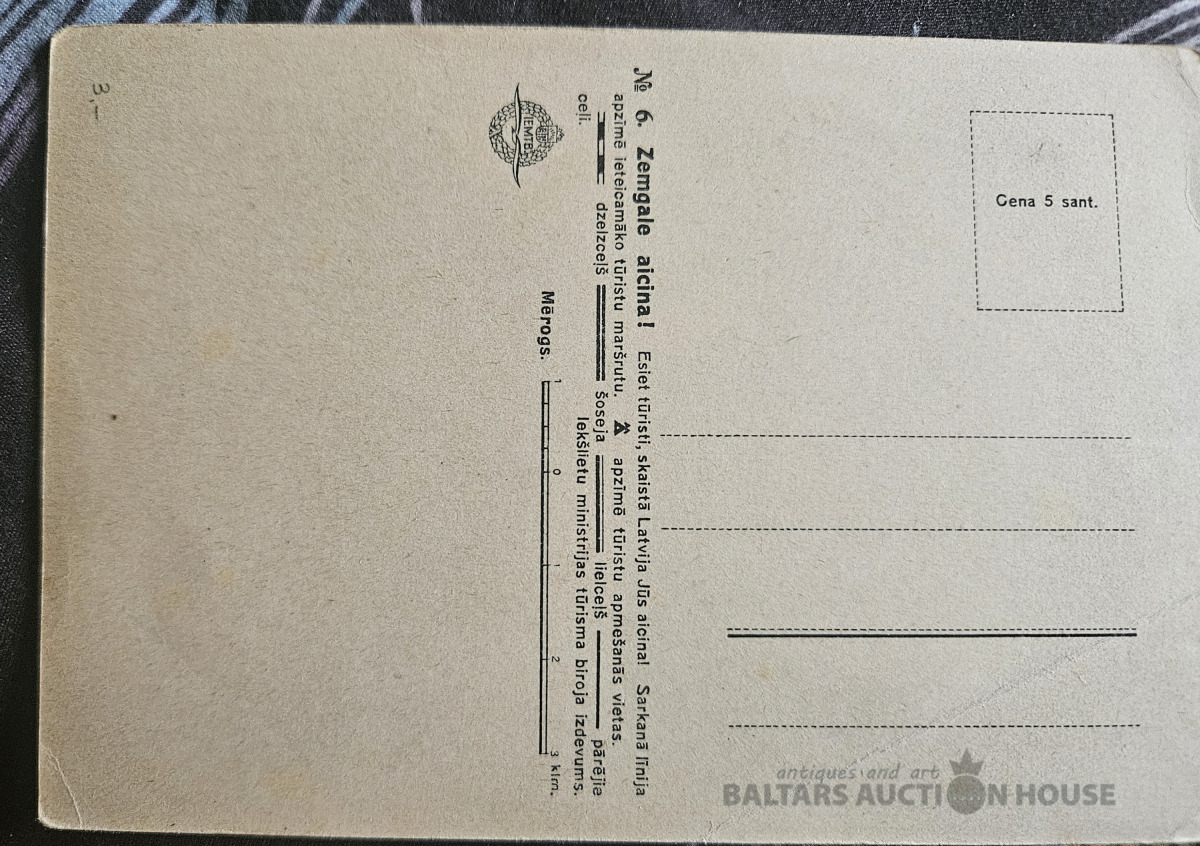 3,-
№ 6. Zemgale aicina! Esiet tūristi, skaistā Latvija Jūs aicina! Sarkanā līnija
apzīmē ieteicamāko tūristu maršrutu. apzīmē tūristu apmešanās vietas.
dzelzceļš šoseja lielceļš pārējie
ceļi. Iekšlietu ministrijas tūrisma biroja izdevums.
IEMTB
Mērogs. 1 0 1 2 3 klm.
Cena 5 sant.
antiques and art
BALTARS AUCTION HOUSE